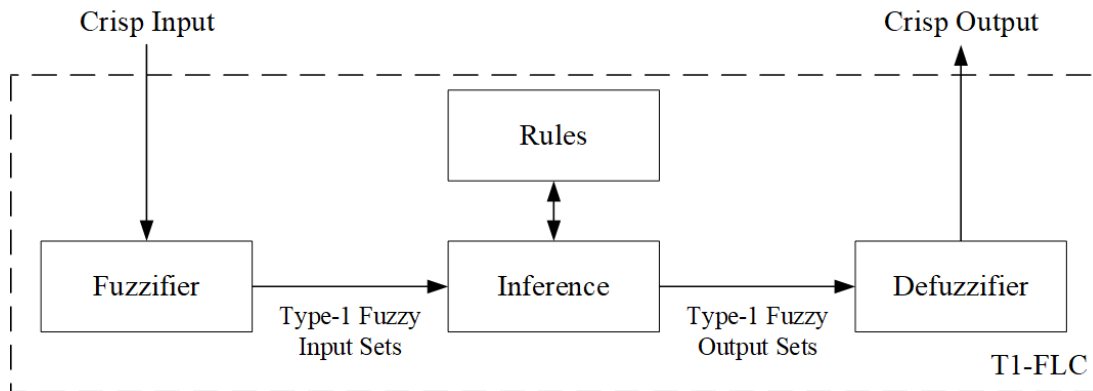 Crisp Input
Crisp Output
Rules
Fuzzifier
Inference
Defuzzifier
Type-1 Fuzzy
Input Sets
Type-1 Fuzzy
Output Sets
T1-FLC